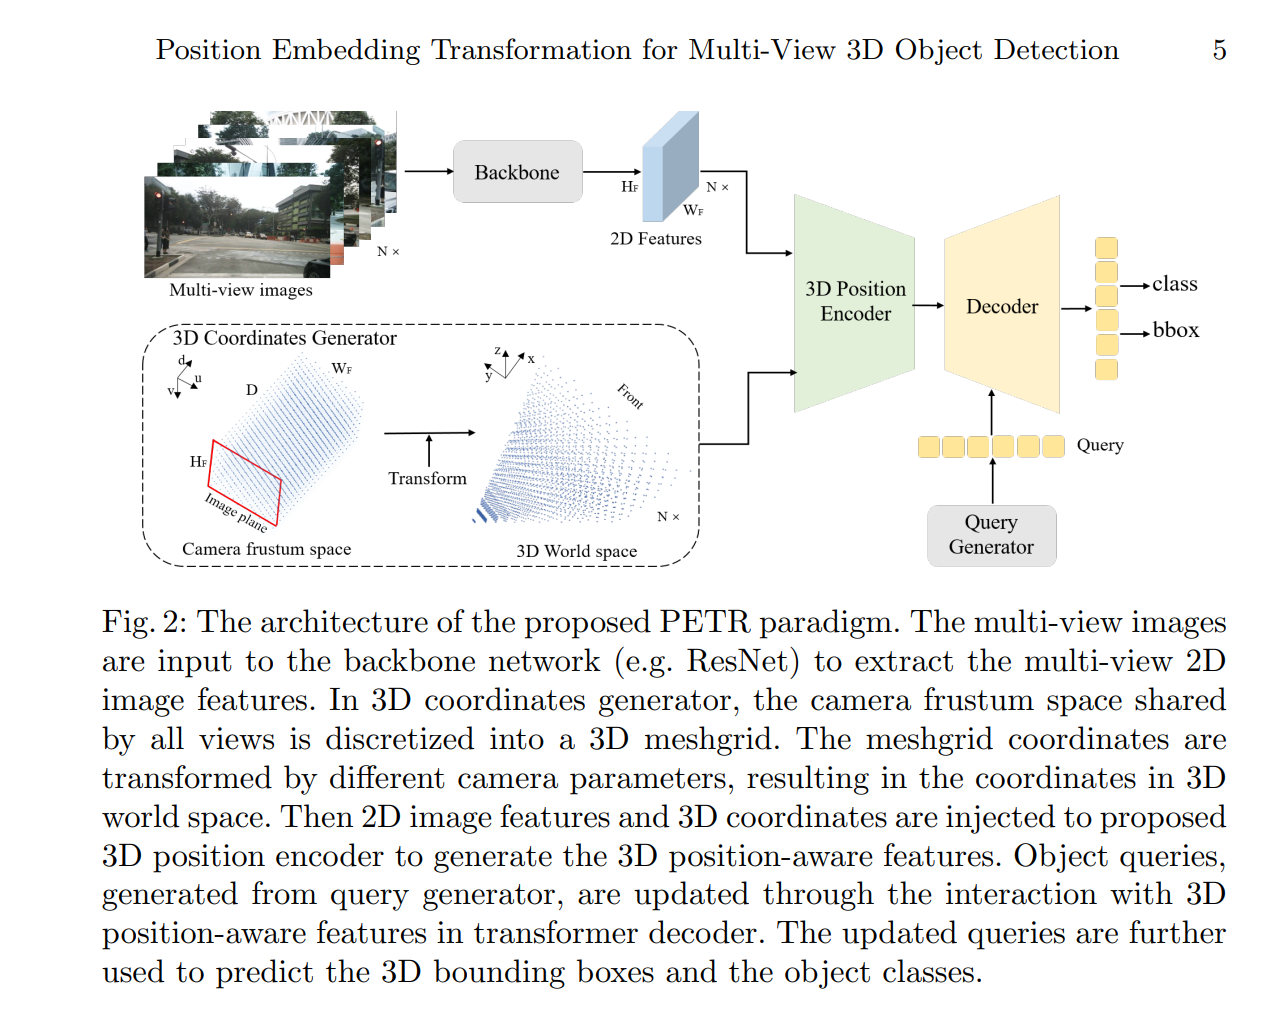 Position Embedding Transformation for Multi-View 3D Object Detection 5
Backbone
HF
N ×
WF
2D Features
N ×
Multi-view images
3D Position
Encoder
Decoder
class
bbox
3D Coordinates Generator
d
u
v
D
WF
HF
Image plane
Camera frustum space
Transform
z
x
y
Front
N ×
3D World space
Query
Query
Generator
Fig. 2: The architecture of the proposed PETR paradigm. The multi-view images
are input to the backbone network (e.g. ResNet) to extract the multi-view 2D
image features. In 3D coordinates generator, the camera frustum space shared
by all views is discretized into a 3D meshgrid. The meshgrid coordinates are
transformed by different camera parameters, resulting in the coordinates in 3D
world space. Then 2D image features and 3D coordinates are injected to proposed
3D position encoder to generate the 3D position-aware features. Object queries,
generated from query generator, are updated through the interaction with 3D
position-aware features in transformer decoder. The updated queries are further
used to predict the 3D bounding boxes and the object classes.